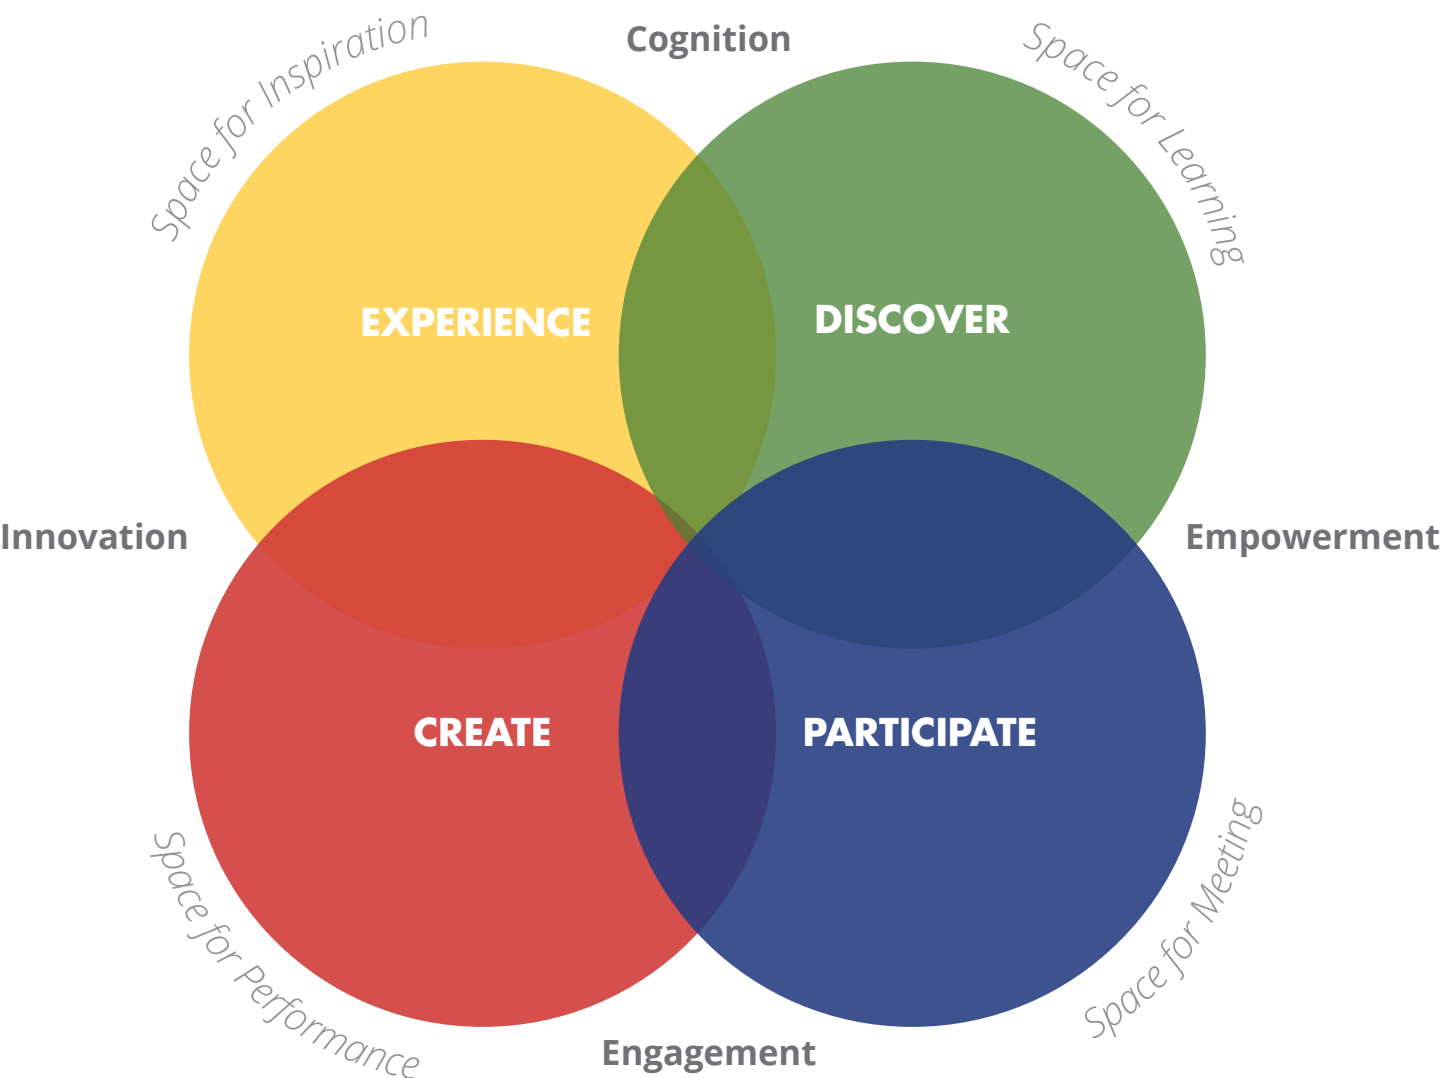 Space for Inspiration
Cognition
Space for Learning
EXPERIENCE
DISCOVER
Innovation
Empowerment
CREATE
PARTICIPATE
Space for Performance
Engagement
Space for Meeting